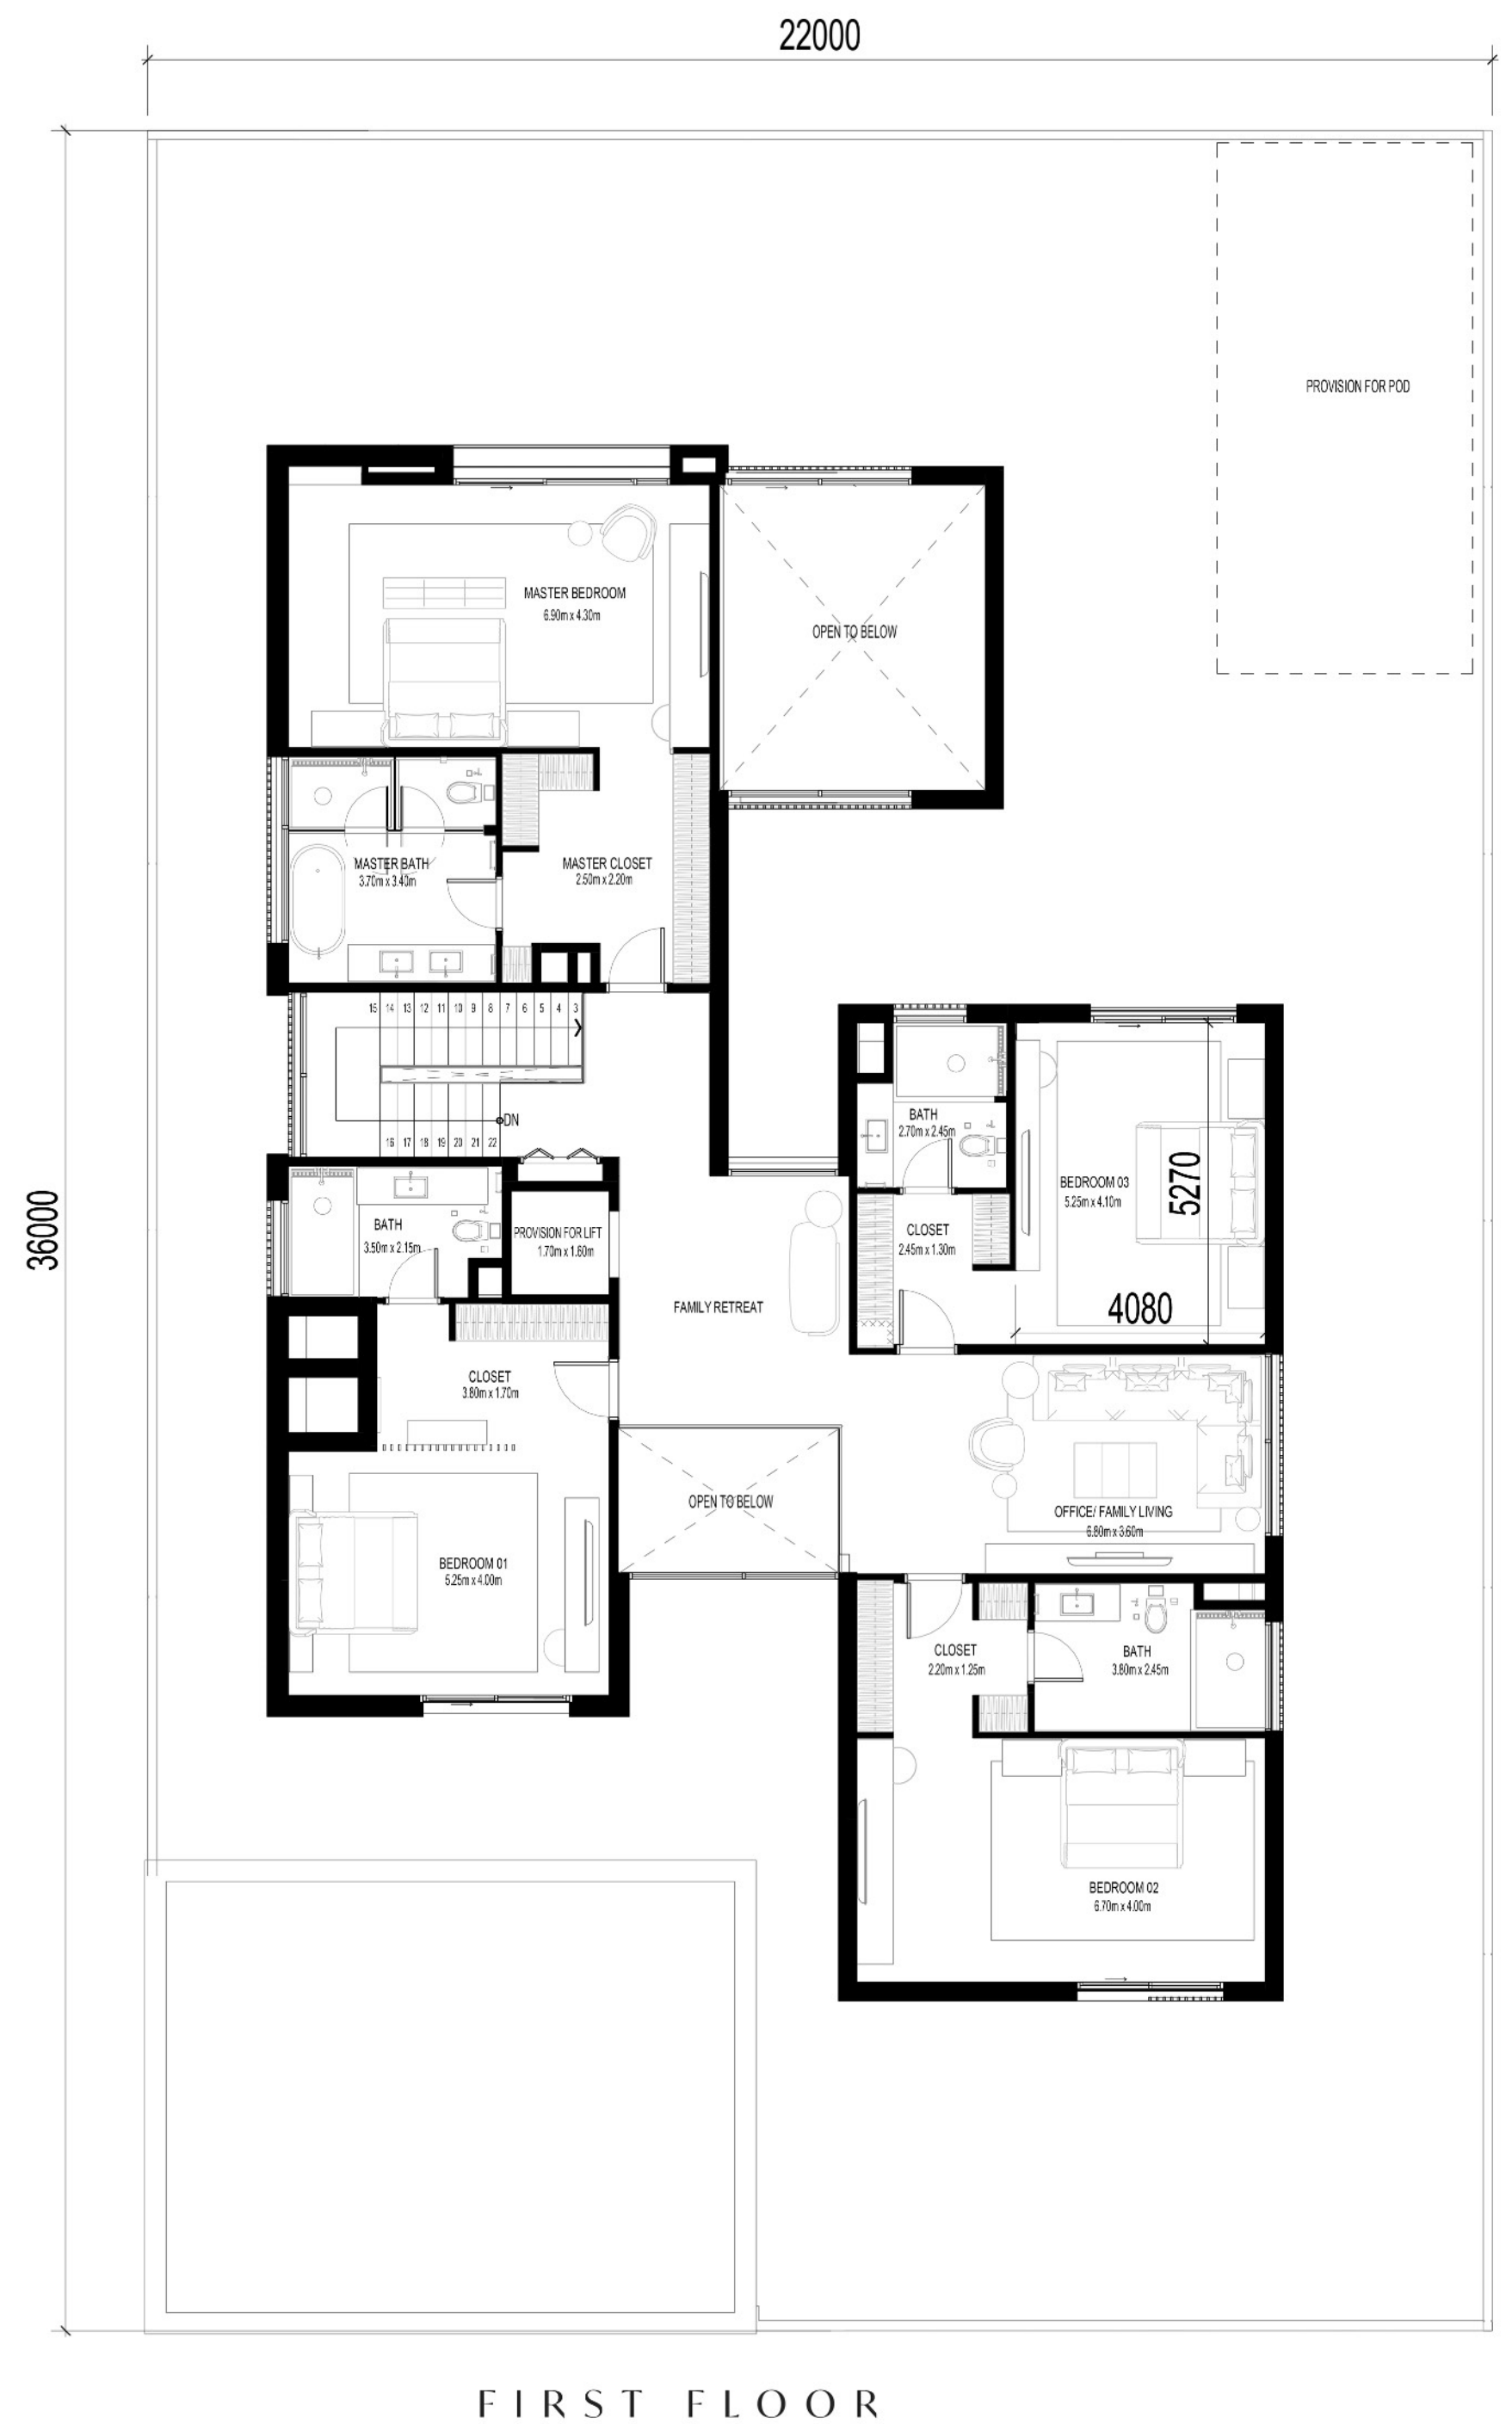 22000
36000
PROVISION FOR POD
MASTER BEDROOM
6.90m x 4.30m
OPEN TO BELOW
MASTER BATH
3.70m x 3.40m
MASTER CLOSET
2.50m x 2.20m
15 14 13 12 11 10 9 8 7 6 5 4 3
DN
16 17 18 19 20 21 22
BATH
2.70m x 2.45m
BEDROOM 03
5.25m x 4.10m
5270
4080
CLOSET
2.45m x 1.30m
BATH
3.50m x 2.15m
PROVISION FOR LIFT
1.70m x 1.60m
FAMILY RETREAT
CLOSET
3.80m x 1.70m
OPEN TO BELOW
OFFICE/ FAMILY LIVING
6.80m x 3.60m
BEDROOM 01
5.25m x 4.00m
CLOSET
2.20m x 1.25m
BATH
3.80m x 2.45m
BEDROOM 02
6.70m x 4.00m
FIRST FLOOR